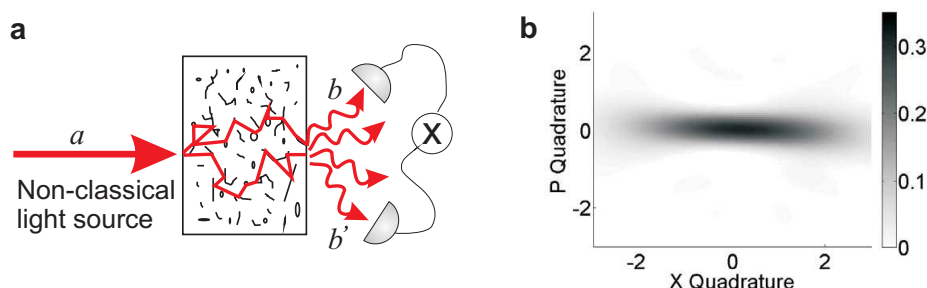 a
a
Non-classical
light source
b
X
b'
b
P Quadrature
2
0
-2
-2
0
2
X Quadrature
0.3
0.2
0.1
0